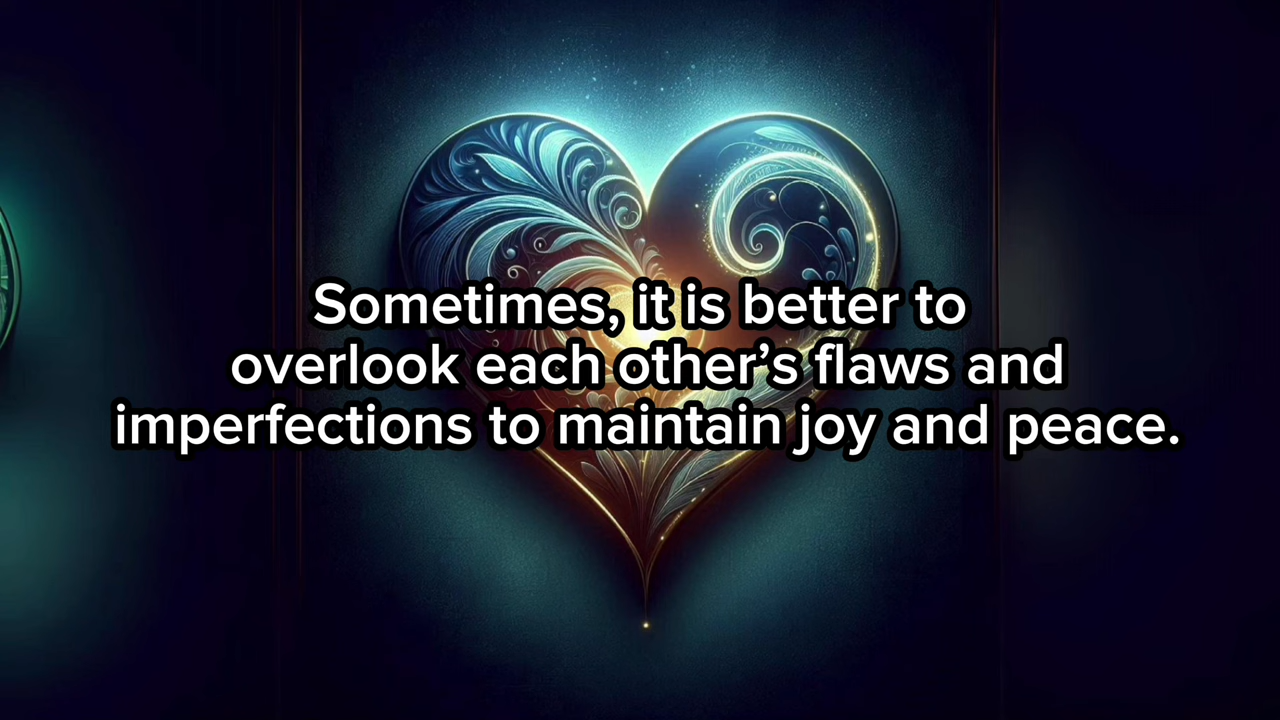 Sometimes, it is better to
overlook each other’s flaws and
imperfections to maintain joy and peace.